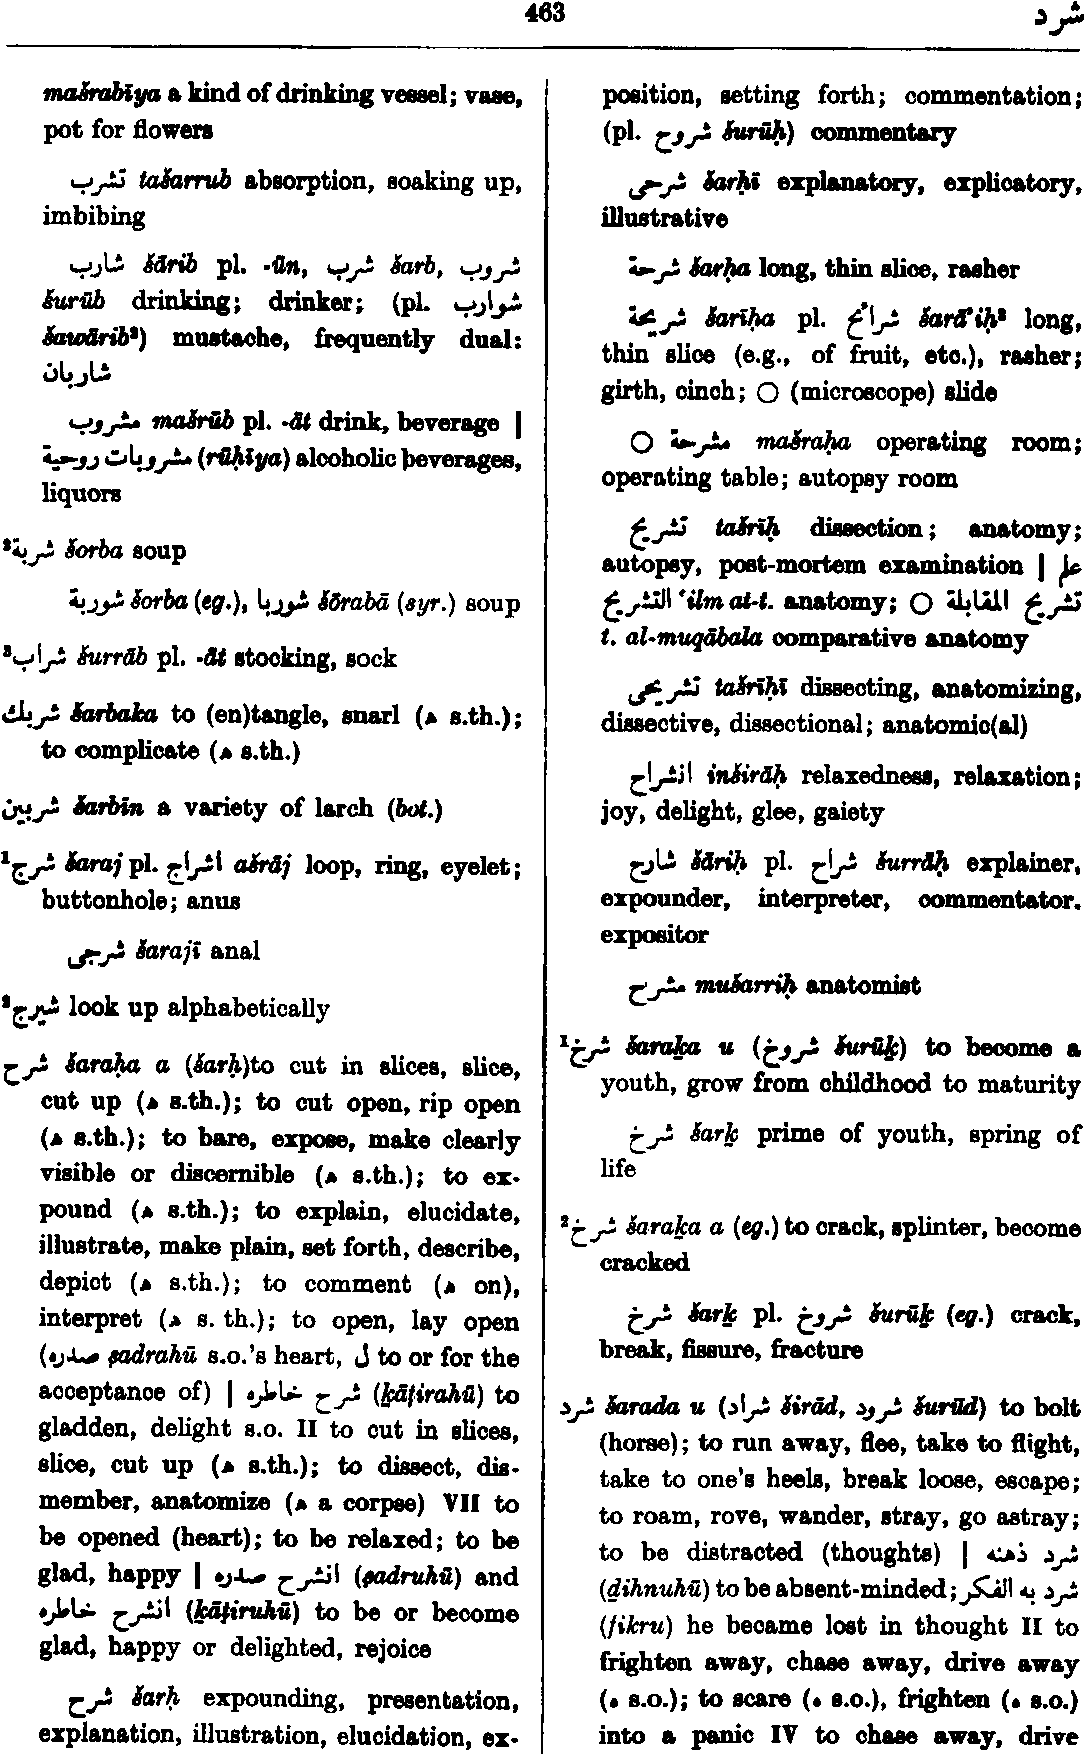 463
شرد
mašrabīya a kind of drinking vessel; vase,
pot for flowers
تشرب tašarrub absorption, soaking up,
imbibing
شارب šārib pl. -ūn, شرب šarb, شروب
šurūb drinking; drinker; (pl. شوارب
šawārib²) mustache, frequently dual:
شاربان
مشروب mašrūb pl. -āt drink, beverage |
مشروبات روحية (rūḥīya) alcoholic beverages,
liquors
²شربة šorba soup
شوربة šorba (eg.), شوربا šōrabā (syr.) soup
³شراب šurrāb pl. -āt stocking, sock
شربك šarbaka to (en)tangle, snarl (ه s.th.);
to complicate (ه s.th.)
شربين šarbīn a variety of larch (bot.)
¹شرج šaraj pl. اشراج ašrāj loop, ring, eyelet;
buttonhole; anus
شرجى šarajī anal
²شيرج look up alphabetically
شرح šaraḥa a (šarḥ)to cut in slices, slice,
cut up (ه s.th.); to cut open, rip open
(ه s.th.); to bare, expose, make clearly
visible or discernible (ه s.th.); to ex-
pound (ه s.th.); to explain, elucidate,
illustrate, make plain, set forth, describe,
depict (ه s.th.); to comment (ه on),
interpret (ه s. th.); to open, lay open
(صدره ṣadrahū s.o.'s heart, ل to or for the
acceptance of) | شرح خاطره (ḵāṭirahū) to
gladden, delight s.o. II to cut in slices,
slice, cut up (ه s.th.); to dissect, dis-
member, anatomize (ه a corpse) VII to
be opened (heart); to be relaxed; to be
glad, happy | انشرح صدره (ṣadruhū) and
انشرح خاطره (ḵāṭiruhū) to be or become
glad, happy or delighted, rejoice
شرح šarḥ expounding, presentation,
explanation, illustration, elucidation, ex-
position, setting forth; commentation;
(pl. شروح šurūḥ) commentary
شرحى šarḥī explanatory, explicatory,
illustrative
شرحة šarḥa long, thin slice, rasher
شريحة šarīḥa pl. شرائح šarā'iḥ² long,
thin slice (e.g., of fruit, etc.), rasher;
girth, cinch; ○ (microscope) slide
○ مشرحة mašraḥa operating room;
operating table; autopsy room
تشريح tašrīḥ dissection; anatomy;
autopsy, post-mortem examination | علم
التشريح 'ilm at-t. anatomy; ○ تشريح المقابلة
t. al-muqābala comparative anatomy
تشريحى tašrīḥī dissecting, anatomizing,
dissective, dissectional; anatomic(al)
انشراح inširāḥ relaxedness, relaxation;
joy, delight, glee, gaiety
شارح šāriḥ pl. شراح šurrāḥ explainer,
expounder, interpreter, commentator,
expositor
مشرح mušarriḥ anatomist
¹شرخ šaraḵa u (شروخ šurūḵ) to become a
youth, grow from childhood to maturity
شرخ šarḵ prime of youth, spring of
life
²شرخ šaraḵa a (eg.) to crack, splinter, become
cracked
شرخ šarḵ pl. شروخ šurūḵ (eg.) crack,
break, fissure, fracture
شرد šarada u (شراد širād, شرود šurūd) to bolt
(horse); to run away, flee, take to flight,
take to one's heels, break loose, escape;
to roam, rove, wander, stray, go astray;
to be distracted (thoughts) | شرد ذهنه
(ḏihnuhū) to be absent-minded; شرد به الفكر
(fikru) he became lost in thought II to
frighten away, chase away, drive away
(ه s.o.); to scare (ه s.o.), frighten (ه s.o.)
into a panic IV to chase away, drive